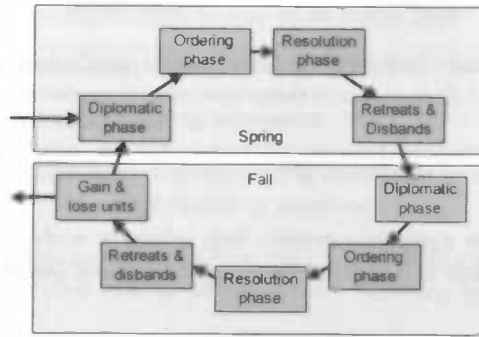 Ordering
phase
Resolution
phase
Diplomatic
phase
Retreats &
Disbands
Spring
Fall
Gain &
lose units
Diplomatic
phase
Retreats &
disbands
Resolution
phase
Ordering
phase